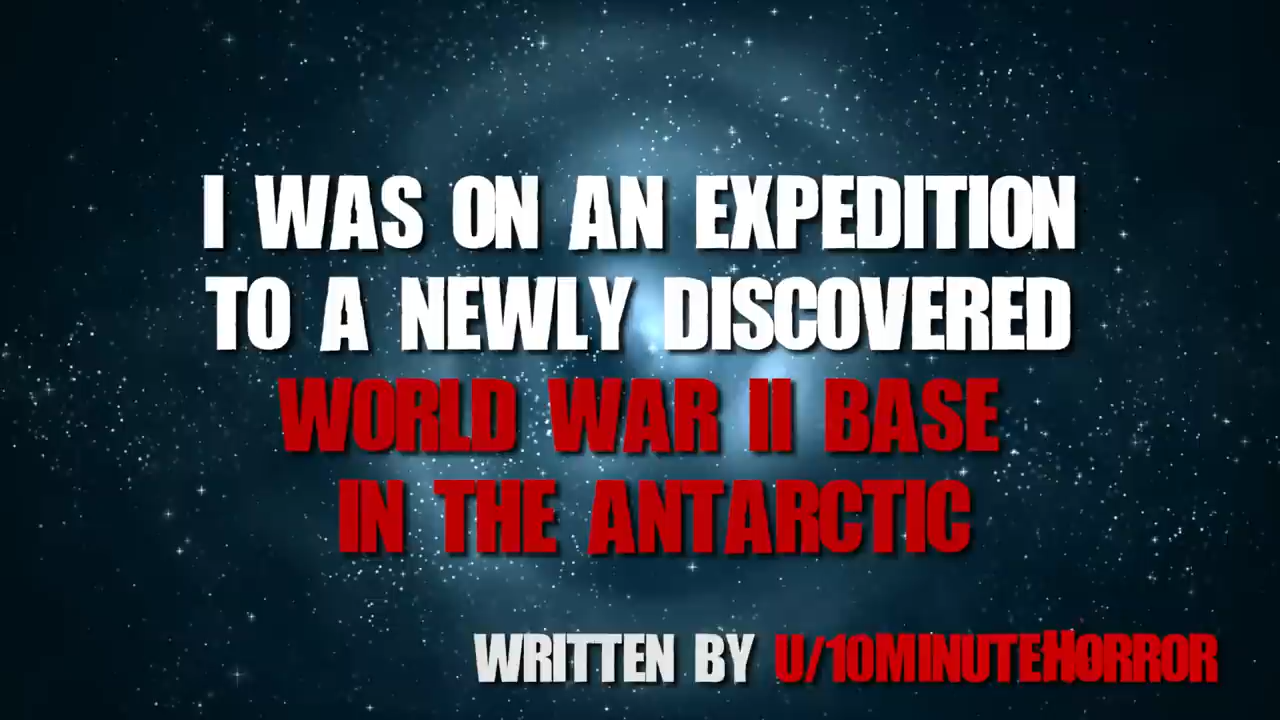 I WAS ON AN EXPEDITION
TO A NEWLY DISCOVERED
WORLD WAR II BASE
IN THE ANTARCTIC
WRITTEN BY U/10MINUTEHORROR